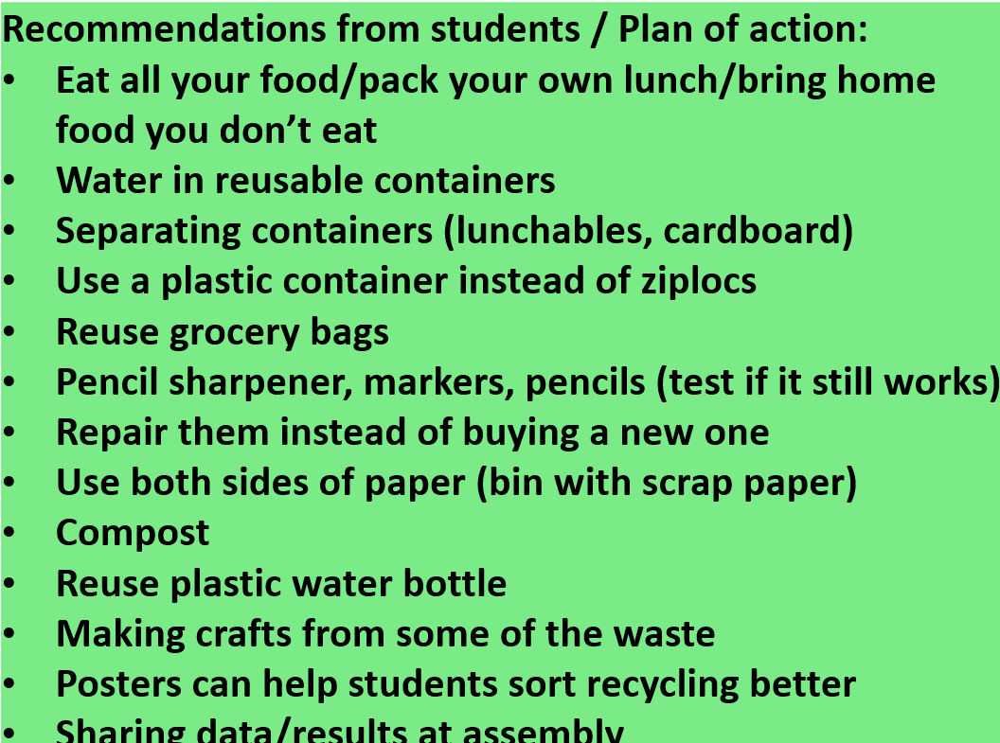 Recommendations from students / Plan of action:
• Eat all your food/pack your own lunch/bring home
food you don’t eat
• Water in reusable containers
• Separating containers (lunchables, cardboard)
• Use a plastic container instead of ziplocs
• Reuse grocery bags
• Pencil sharpener, markers, pencils (test if it still works)
• Repair them instead of buying a new one
• Use both sides of paper (bin with scrap paper)
• Compost
• Reuse plastic water bottle
• Making crafts from some of the waste
• Posters can help students sort recycling better
• Sharing data/results at assembly